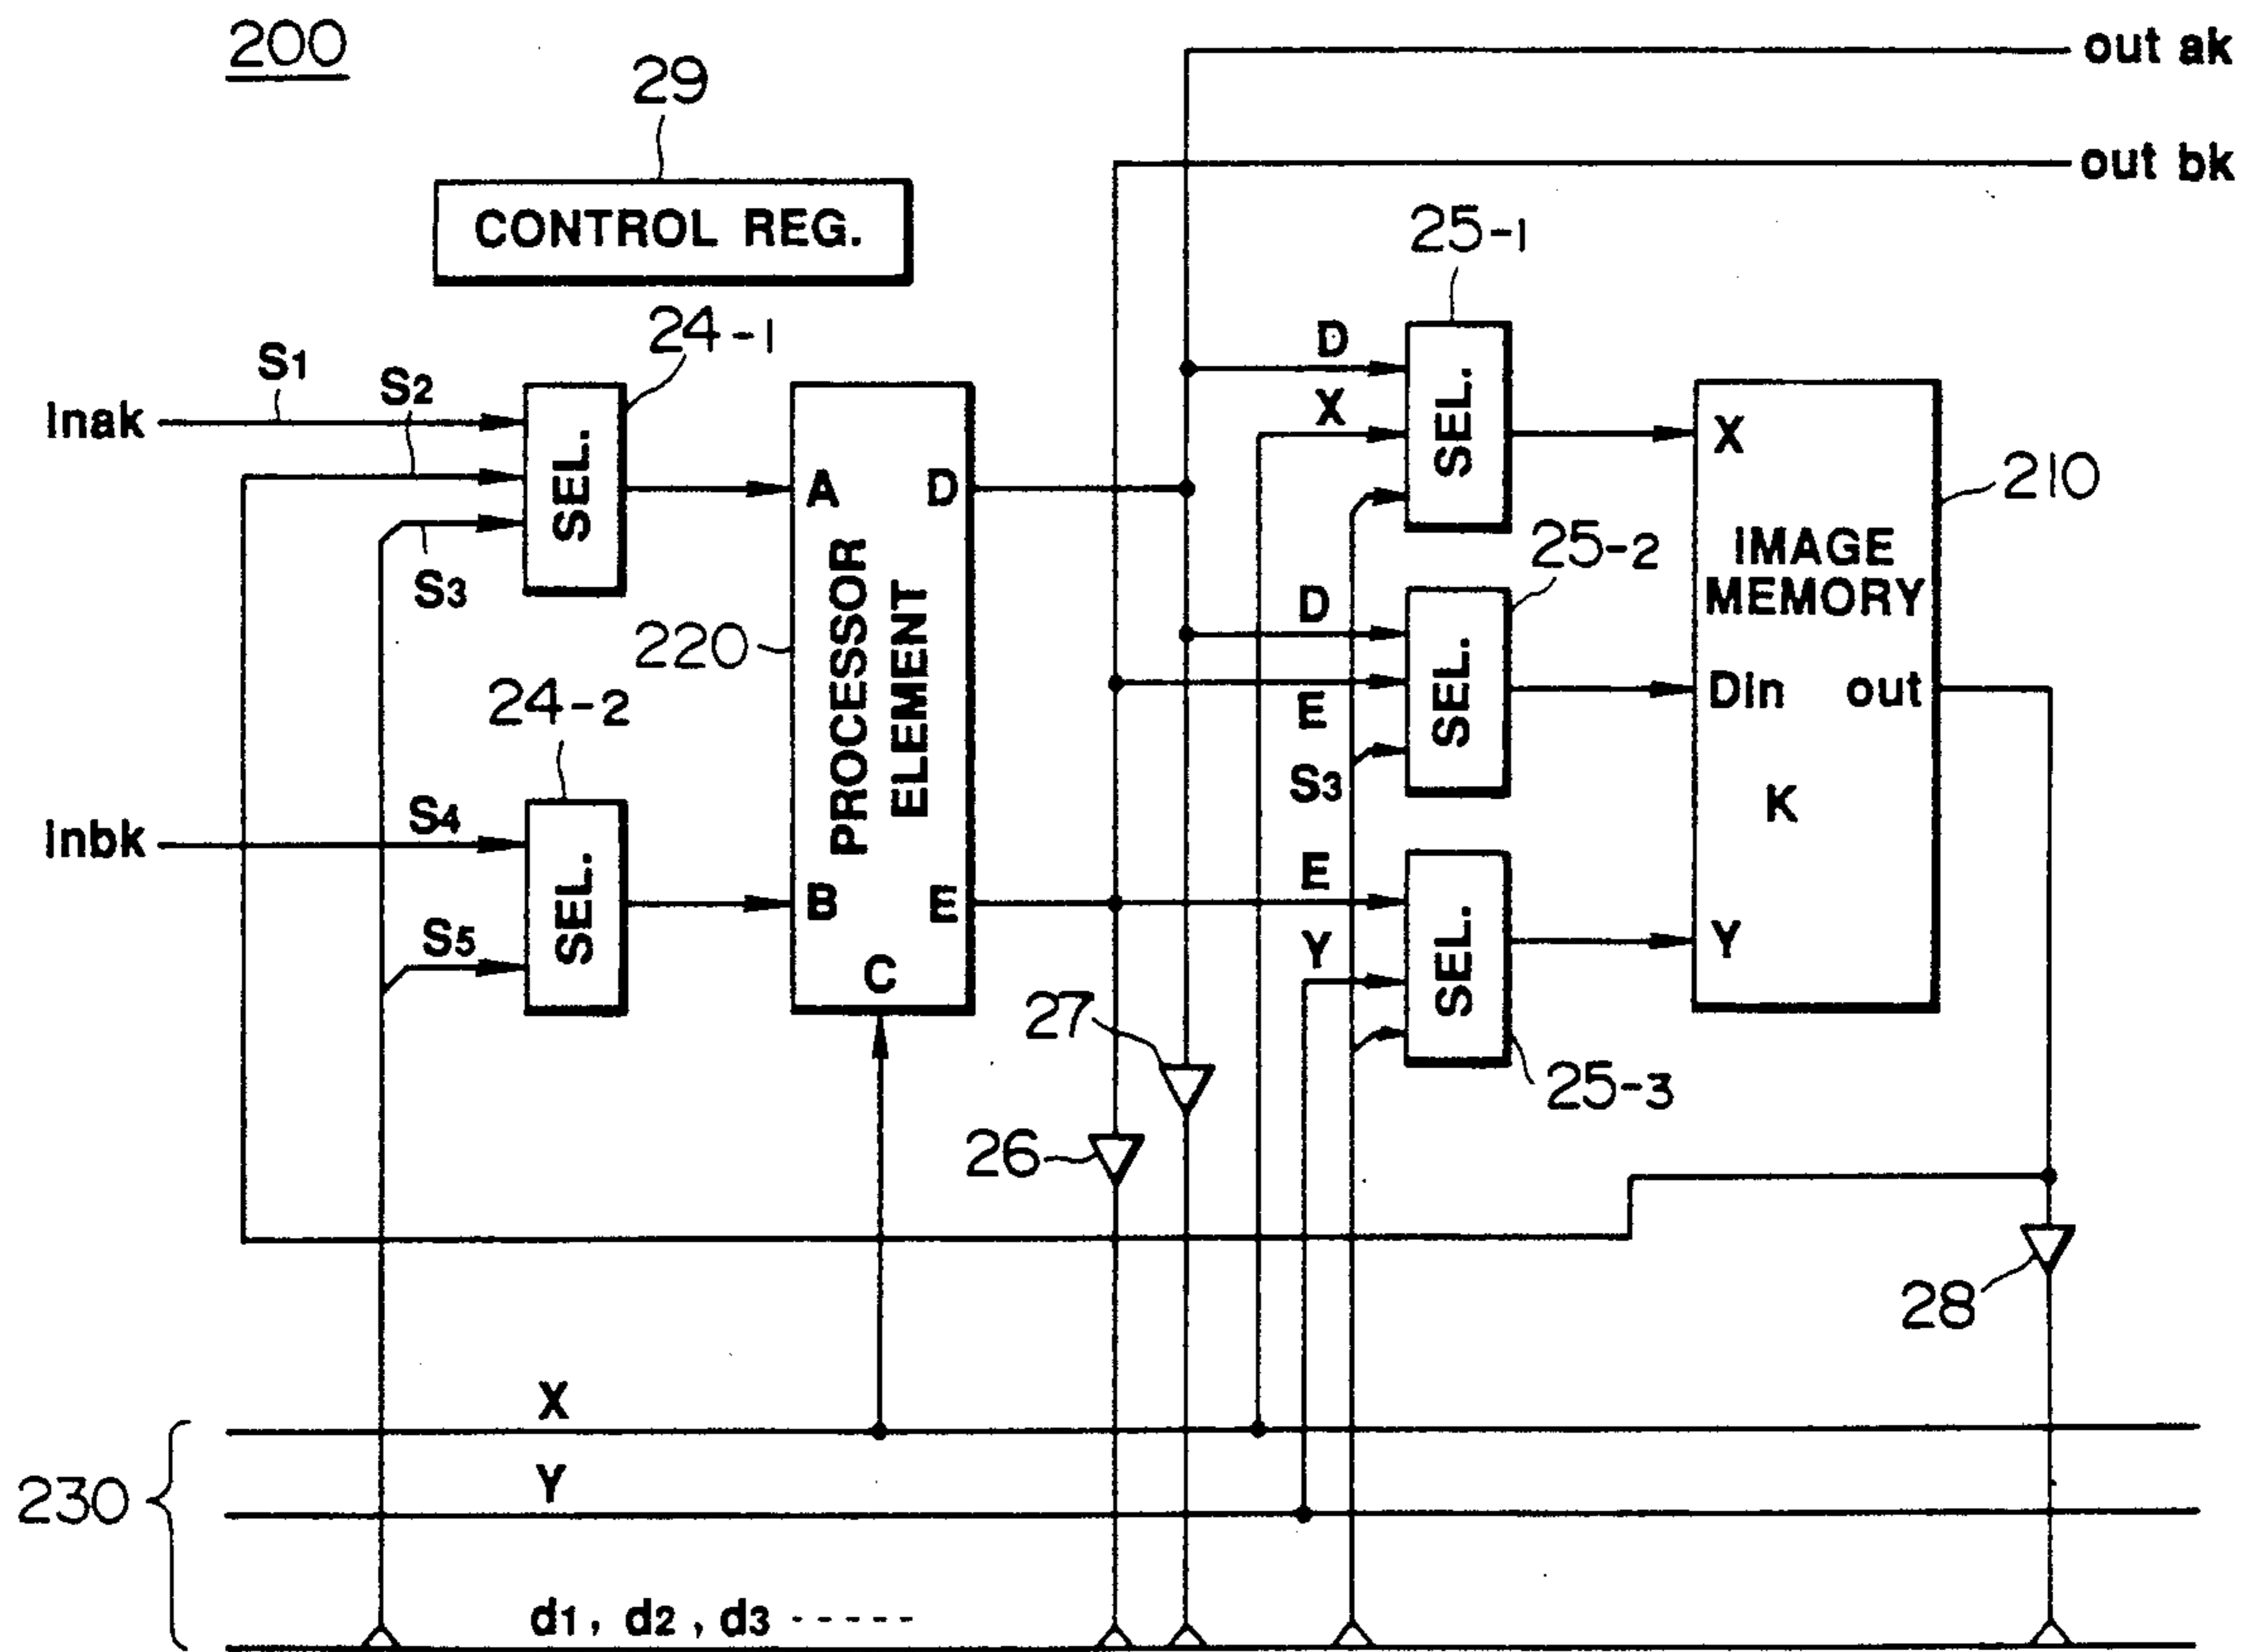 200
29
CONTROL REG.
out ak
out bk
25-1
24-1
S1
S2
Inak
SEL.
S3
D
X
SEL.
X
210
A
D
IMAGE
MEMORY
25-2
220
PROCESSOR
ELEMENT
D
E
S3
SEL.
Din
out
K
24-2
Inbk
S4
S5
SEL.
B
E
C
E
Y
SEL.
Y
27
25-3
26
28
X
Y
230
d1, d2, d3 -----